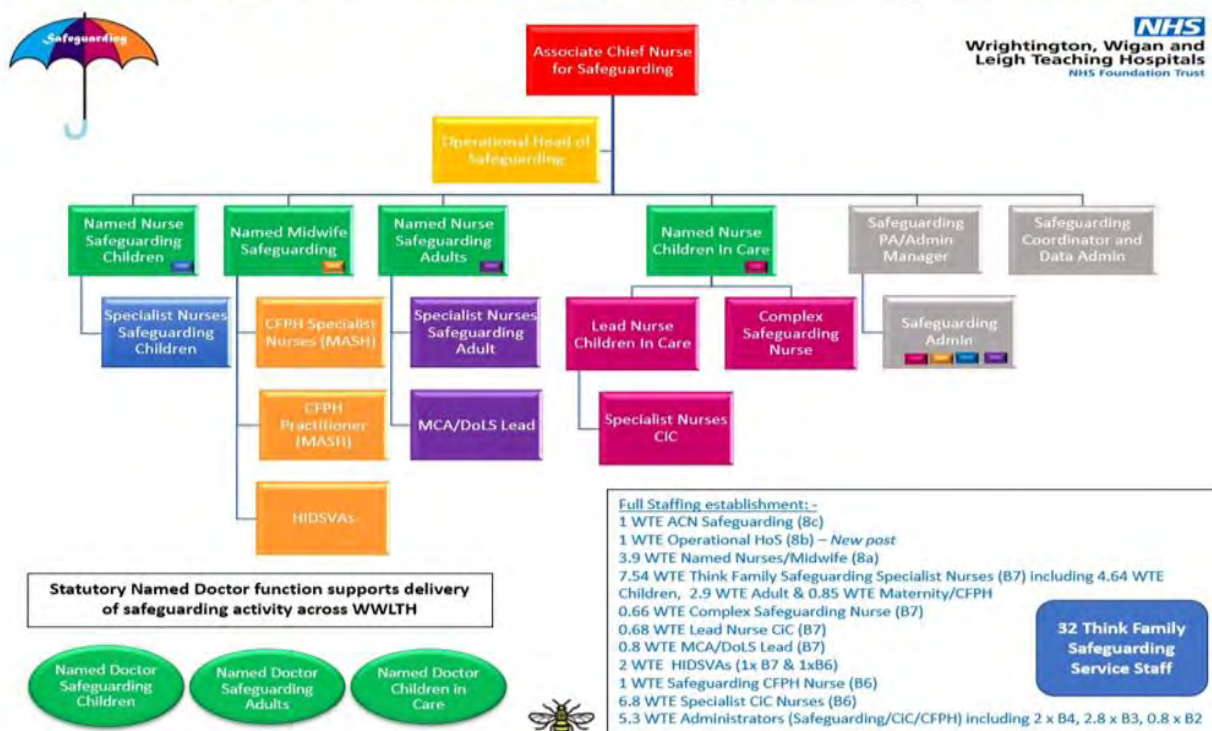 Safeguarding
NHS
Wrightington, Wigan and
Leigh Teaching Hospitals
NHS Foundation Trust
Associate Chief Nurse
for Safeguarding
Operational Head of
Safeguarding
Named Nurse
Safeguarding
Children
Named Midwife
Safeguarding
Named Nurse
Safeguarding
Adults
Named Nurse
Children In Care
Safeguarding
PA/Admin
Manager
Safeguarding
Coordinator and
Data Admin
Specialist Nurses
Safeguarding
Children
CFPH Specialist
Nurses (MASH)
Specialist Nurses
Safeguarding
Adult
Lead Nurse
Children In Care
Complex
Safeguarding
Nurse
Safeguarding
Admin
CFPH
Practitioner
(MASH)
MCA/DoLS Lead
Specialist Nurses
CIC
HIDSVAs
Statutory Named Doctor function supports delivery
of safeguarding activity across WWLTH
Named Doctor
Safeguarding
Children
Named Doctor
Safeguarding
Adults
Named Doctor
Children in
Care
Full Staffing establishment: -
1 WTE ACN Safeguarding (8c)
1 WTE Operational HoS (8b) – New post
3.9 WTE Named Nurses/Midwife (8a)
7.54 WTE Think Family Safeguarding Specialist Nurses (B7) including 4.64 WTE
Children, 2.9 WTE Adult & 0.85 WTE Maternity/CFPH
0.66 WTE Complex Safeguarding Nurse (B7)
0.68 WTE Lead Nurse CiC (B7)
0.8 WTE MCA/DoLS Lead (B7)
2 WTE HIDSVAs (1x B7 & 1xB6)
1 WTE Safeguarding CFPH Nurse (B6)
6.8 WTE Specialist CiC Nurses (B6)
5.3 WTE Administrators (Safeguarding/CiC/CFPH) including 2 x B4, 2.8 x B3, 0.8 x B2
32 Think Family
Safeguarding
Service Staff